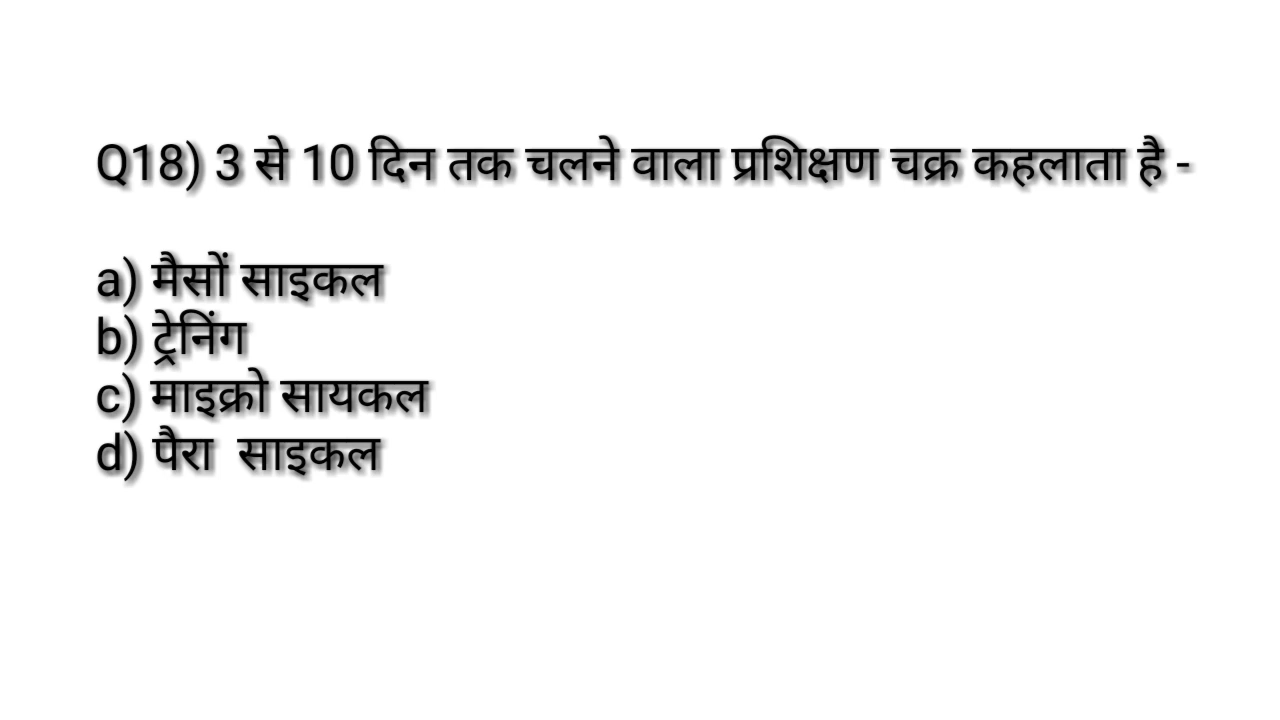 Q18) 3 से 10 दिन तक चलने वाला प्रशिक्षण चक्र कहलाता है -
a) मैसों साइकल
b) ट्रेनिंग
c) माइक्रो सायकल
d) पैरा साइकल